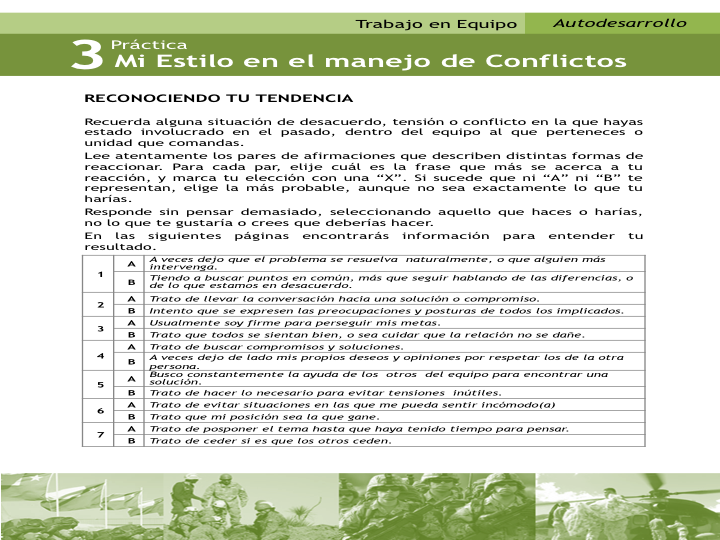 Trabajo en Equipo
Autodesarrollo
3
Práctica
Mi Estilo en el manejo de Conflictos
RECONOCIENDO TU TENDENCIA
Recuerda alguna situación de desacuerdo, tensión o conflicto en la que hayas
estado involucrado en el pasado, dentro del equipo al que perteneces o
unidad que comandas.
Lee atentamente los pares de afirmaciones que describen distintas formas de
reaccionar. Para cada par, elije cuál es la frase que más se acerca a tu
reacción, y marca tu elección con una “X”. Si sucede que ni “A” ni “B” te
representan, elige la más probable, aunque no sea exactamente lo que tu
harías.
Responde sin pensar demasiado, seleccionando aquello que haces o harías,
no lo que te gustaría o crees que deberías hacer.
En las siguientes páginas encontrarás información para entender tu
resultado.
1
A A veces dejo que el problema se resuelva naturalmente, o que alguien más
intervenga.
B Tiendo a buscar puntos en común, más que seguir hablando de las diferencias, o
de lo que estamos en desacuerdo.
2
A Trato de llevar la conversación hacia una solución o compromiso.
B Intento que se expresen las preocupaciones y posturas de todos los implicados.
3
A Usualmente soy firme para perseguir mis metas.
B Trato que todos se sientan bien, o sea cuidar que la relación no se dañe.
4
A Trato de buscar compromisos y soluciones.
B A veces dejo de lado mis propios deseos y opiniones por respetar los de la otra
persona.
5
A Busco constantemente la ayuda de los otros del equipo para encontrar una
solución.
B Trato de hacer lo necesario para evitar tensiones inútiles.
6
A Trato de evitar situaciones en las que me pueda sentir incòmodo(a)
B Trato que mi posición sea la que gane.
7
A Trato de posponer el tema hasta que haya tenido tiempo para pensar.
B Trato de ceder si es que los otros ceden.